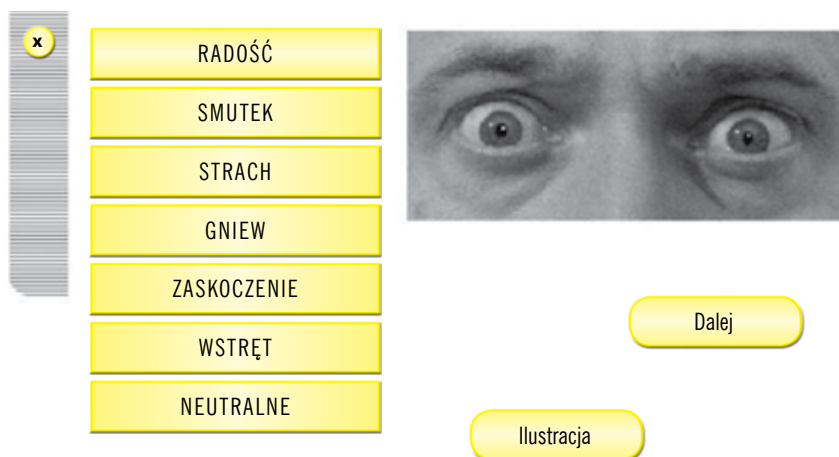 x
RADOŚĆ
SMUTEK
STRACH
GNIEW
ZASKOCZENIE
WSTRĘT
NEUTRALNE
Dalej
Ilustracja